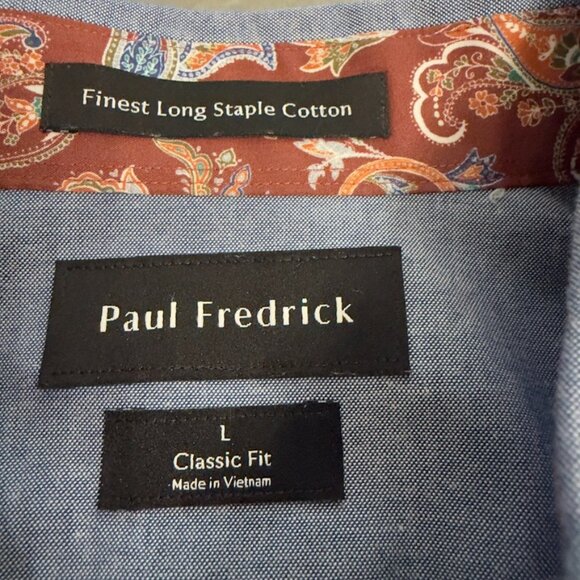 Finest Long Staple Cotton
Paul Fredrick
L
Classic Fit
Made in Vietnam